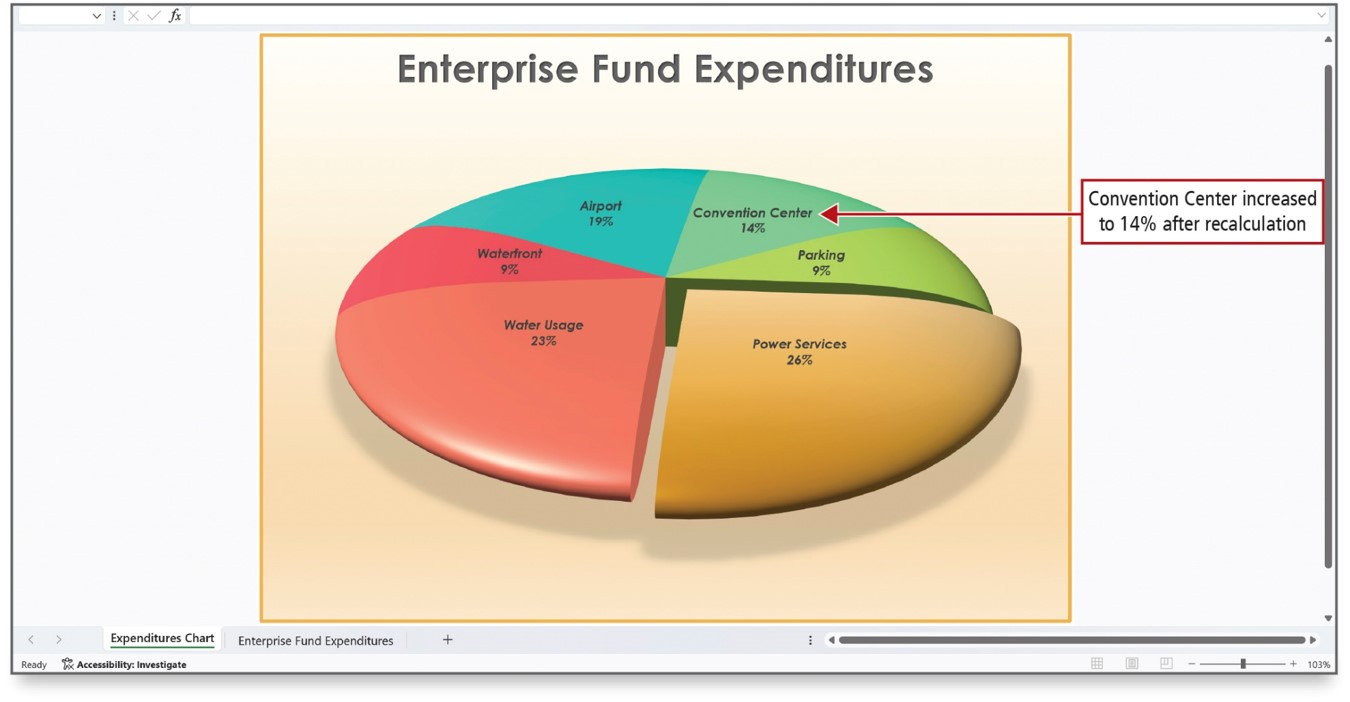 fx
Enterprise Fund Expenditures
Airport
19%
Convention Center
14%
Convention Center increased
to 14% after recalculation
Waterfront
9%
Parking
9%
Water Usage
23%
Power Services
26%
Expenditures Chart
Enterprise Fund Expenditures
Ready
Accessibility: Investigate
103%